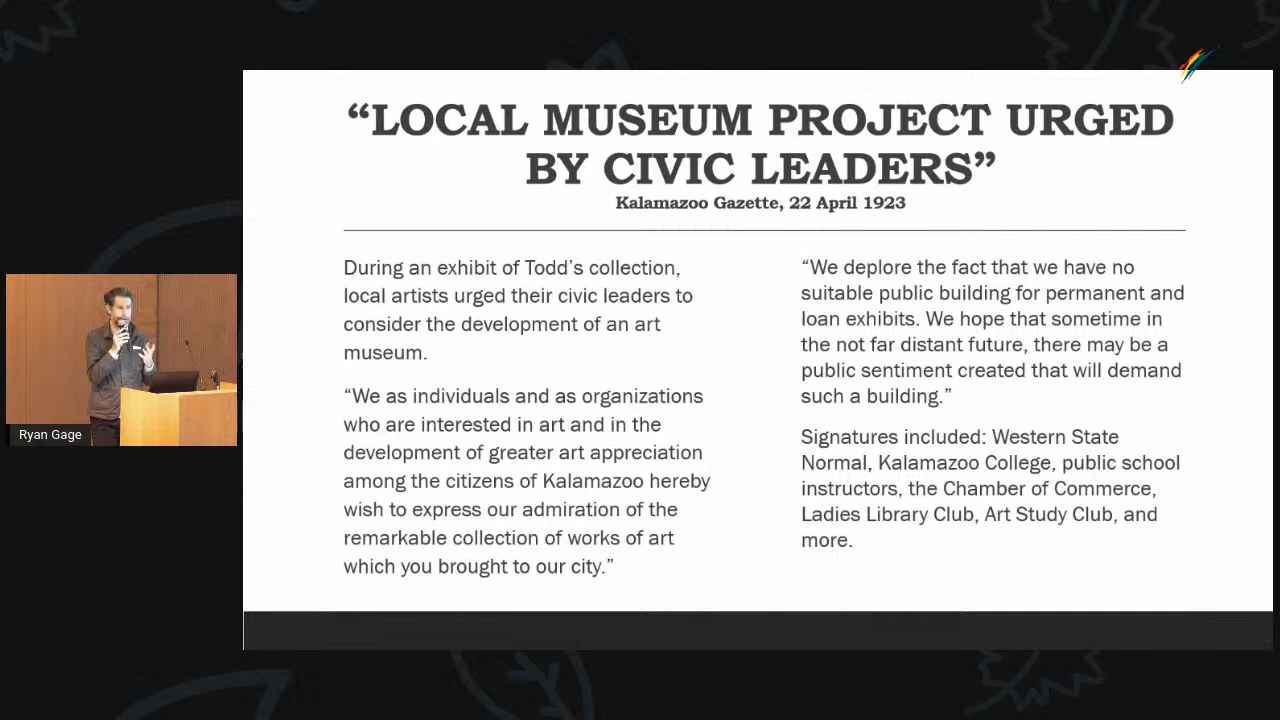 “LOCAL MUSEUM PROJECT URGED
BY CIVIC LEADERS”
Kalamazoo Gazette, 22 April 1923
During an exhibit of Todd’s collection,
local artists urged their civic leaders to
consider the development of an art
museum.
“We as individuals and as organizations
who are interested in art and in the
development of greater art appreciation
among the citizens of Kalamazoo hereby
wish to express our admiration of the
remarkable collection of works of art
which you brought to our city.”
“We deplore the fact that we have no
suitable public building for permanent and
loan exhibits. We hope that sometime in
the not far distant future, there may be a
public sentiment created that will demand
such a building.”
Signatures included: Western State
Normal, Kalamazoo College, public school
instructors, the Chamber of Commerce,
Ladies Library Club, Art Study Club, and
more.
Ryan Gage